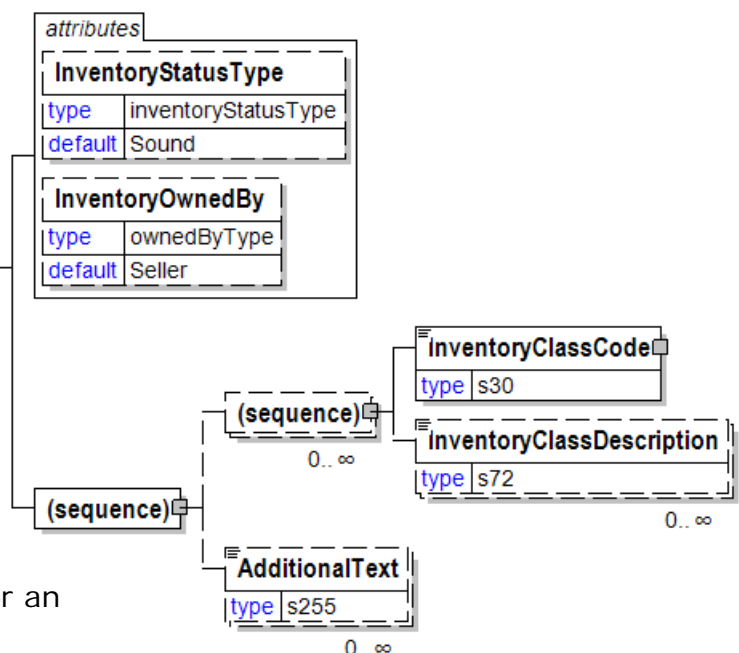 attributes
InventoryStatusType
type inventoryStatusType
default Sound
InventoryOwnedBy
type ownedByType
default Seller
InventoryClassCode
type s30
(sequence)
0.. ∞
InventoryClassDescription
type s72
0.. ∞
(sequence)
AdditionalText
type s255
0.. ∞
r an